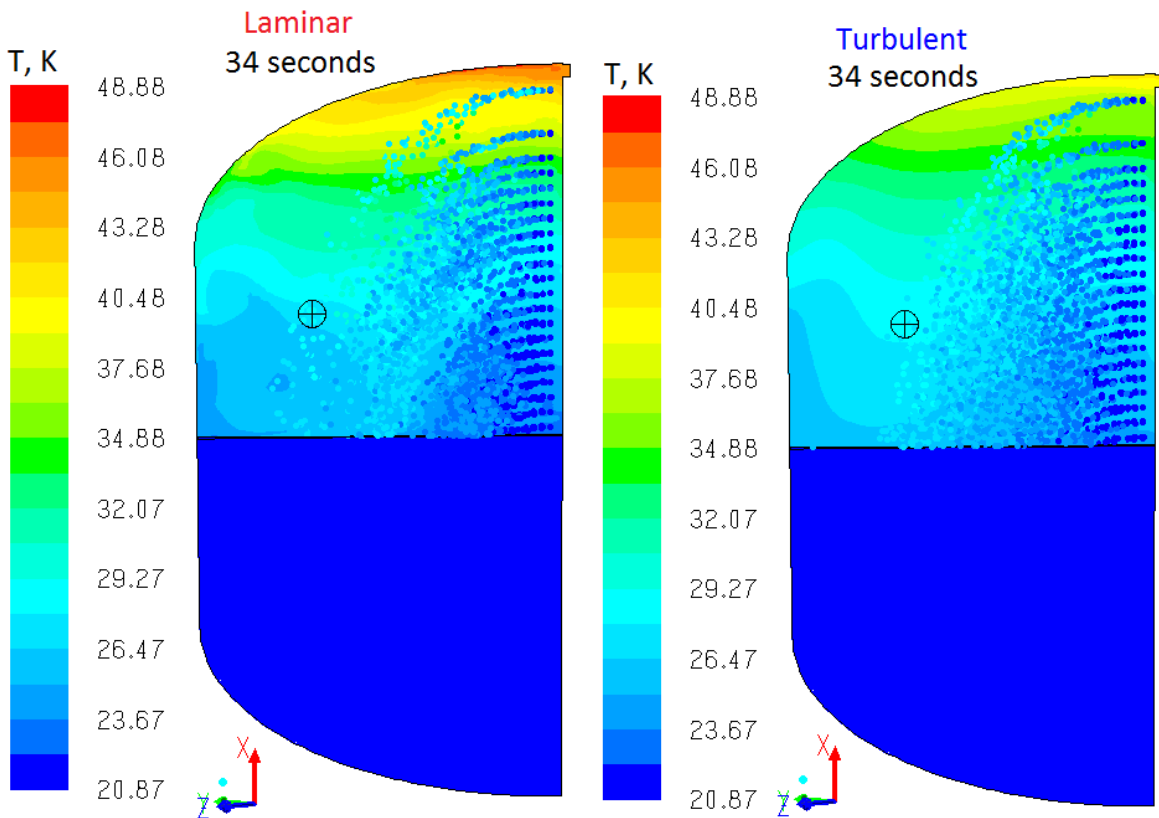 Laminar
34 seconds
T, K
48.88
46.08
43.28
40.48
37.68
34.88
32.07
29.27
26.47
23.67
20.87
X
Z
Turbulent
34 seconds
T, K
48.88
46.08
43.28
40.48
37.68
34.88
32.07
29.27
26.47
23.67
20.87
X
Z